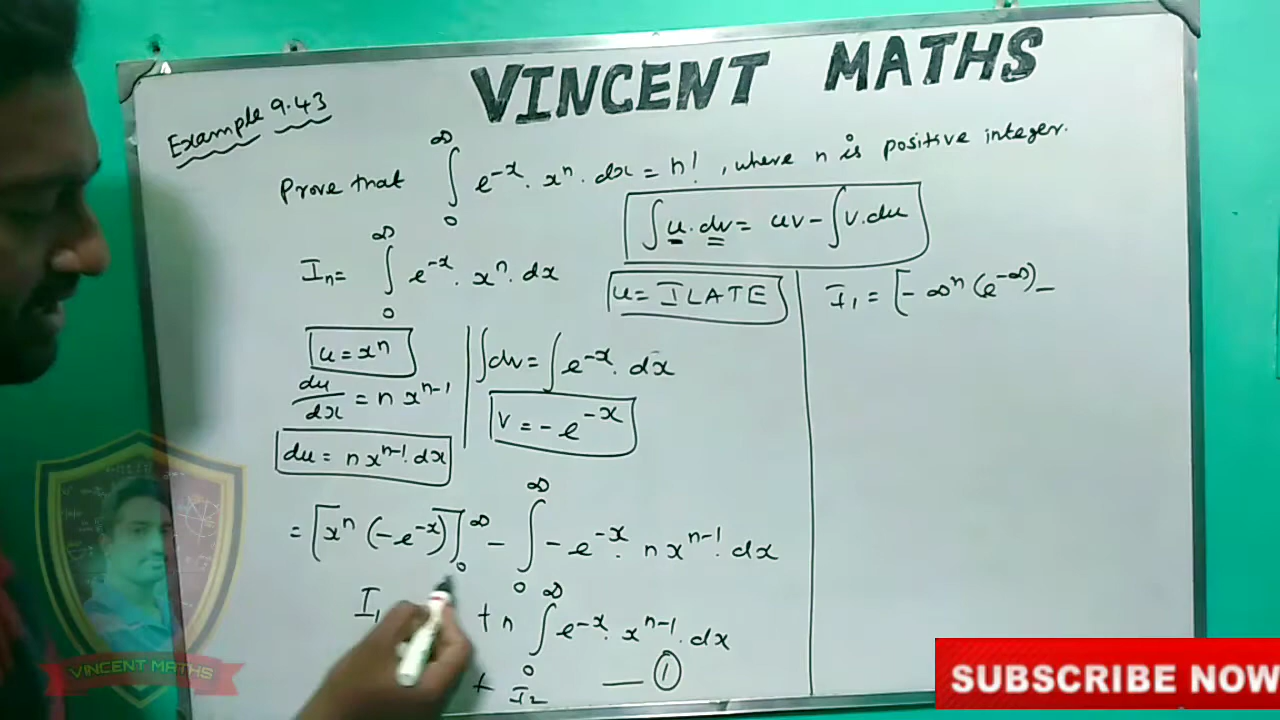 VINCENT MATHS
Example 9.43
Prove that ∫₀^∞ e^{-x}. x^n. dx = n! , where n is positive integer.
∫u.dv = uv - ∫v.du
I_n = ∫₀^∞ e^{-x}. x^n. dx
u = ILATE
u = x^n
∫dv = ∫e^{-x}. dx
du/dx = n x^{n-1}
v = -e^{-x}
du = n x^{n-1}. dx
= [x^n (-e^{-x})]₀^∞ - ∫₀^∞ -e^{-x}. n x^{n-1}. dx
I₁ + n ∫₀^∞ e^{-x}. x^{n-1}. dx
+ I₂ — ①
I₁ = [-∞^n (e^{-∞}) -
VINCENT MATHS
SUBSCRIBE NOW